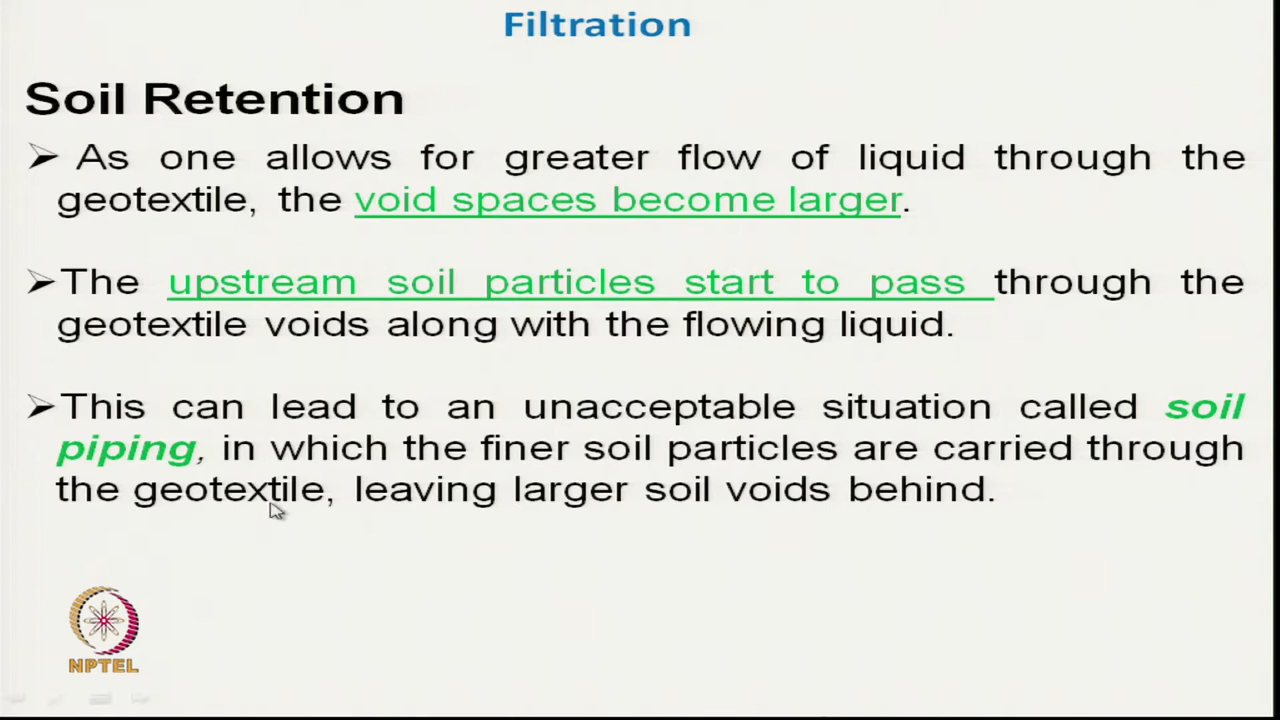 Filtration
Soil Retention
➢ As one allows for greater flow of liquid through the
geotextile, the void spaces become larger.
➢The upstream soil particles start to pass through the
geotextile voids along with the flowing liquid.
➢This can lead to an unacceptable situation called soil
piping, in which the finer soil particles are carried through
the geotextile, leaving larger soil voids behind.
NPTEL